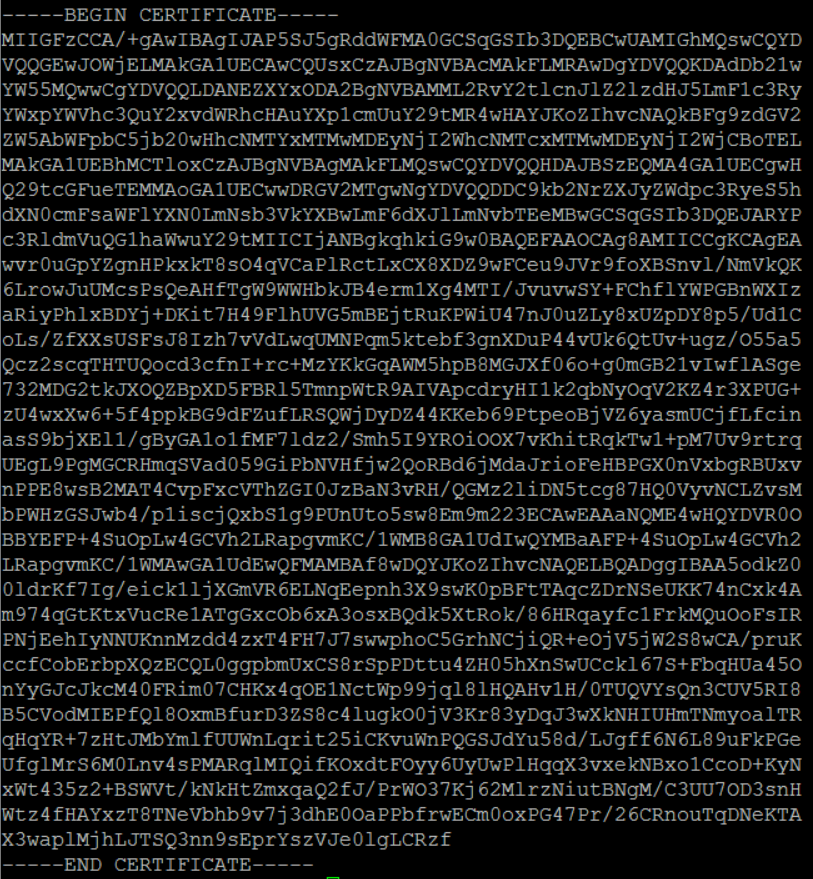 -----BEGIN CERTIFICATE-----
MIIGFzCCA/+gAwIBAgIJAP5SJ5gRddWFMA0GCSqGSIb3DQEBCwUAMIGhMQswCQYD
VQQGEwJOWjELMAkGA1UECAwCQUsxCzAJBgNVBAcMAkFLMRAwDgYDVQQKDAdDb21w
YW55MQwwCgYDVQQLDANEZXYxODA2BgNVBAMML2RvY2tlcnJlZ2lzdHJ5LmF1c3Ry
YWxpYWVhc3QuY2xvdWRhcHAuYXp1cmUuY29tMR4wHAYJKoZIhvcNAQkBFg9zdGV2
ZW5AbWFpbC5jb20wHhcNMTYxMTMwMDEyNjI2WhcNMTcxMTMwMDEyNjI2WjCBoTEL
MAkGA1UEBhMCTloxCzAJBgNVBAgMAkFLMQswCQYDVQQHDAJBSzEQMA4GA1UECgwH
Q29tcGFueTEMMAoGA1UECwwDRGV2MTgwNgYDVQQDDC9kb2NrZXJyZWdpc3RyeS5h
dXN0cmFsaWFlYXN0LmNsb3VkYXBwLmF6dXJlLmNvbTEeMBwGCSqGSIb3DQEJARYP
c3RldmVuQG1haWwuY29tMIICIjANBgkqhkiG9w0BAQEFAAOCAg8AMIICCgKCAgEA
wvr0uGpYZgnHPkxkT8sO4qVCaPlRctLxCX8XDZ9wFCeu9JVr9foXBSnvl/NmVkQK
6LrowJuUMcsPsQeAHfTgW9WWHbkJB4erm1Xg4MTI/JvuvwSY+FChflYWPGBnWXIz
aRiyPhlxBDYj+DKit7H49FlhUVG5mBEjtRuKPWiU47nJ0uZLy8xUZpDY8p5/Ud1C
oLs/ZfXXsUSFsJ8Izh7vVdLwqUMNPqm5ktebf3gnXDuP44vUk6QtUv+ugz/O55a5
Qcz2scqTHTUQocd3cfnI+rc+MzYKkGqAWM5hpB8MGJXf06o+g0mGB21vIwflASge
732MDG2tkJXOQZBpXD5FBRl5TmnpWtR9AIVApcdryHI1k2qbNyOqV2KZ4r3XPUG+
zU4wxXw6+5f4ppkBG9dFZufLRSQWjDyDZ44KKeb69PtpeoBjVZ6yasmUCjfLfcin
asS9bjXEl1/gByGA1o1fMF7ldz2/Smh5I9YROiOOX7vKhitRqkTw1+pM7Uv9rtrq
UEgL9PgMGCRHmqSVad059GiPbNVHfjw2QoRBd6jMdaJrioFeHBPGX0nVxbgRBUxv
nPPE8wsB2MAT4CvpFxcVThZGI0JzBaN3vRH/QGMz2liDN5tcg87HQ0VyvNCLZvsM
bPWHzGSJwb4/p1iscjQxbS1g9PUnUto5sw8Em9m223ECAwEAAaNQME4wHQYDVR0O
BBYEFP+4SuOpLw4GCVh2LRapgvmKC/1WMB8GA1UdIwQYMBaAFP+4SuOpLw4GCVh2
LRapgvmKC/1WMAwGA1UdEwQFMAMBAf8wDQYJKoZIhvcNAQELBQADggIBAA5odkZ0
0ldrKf7Ig/eick1ljXGmVR6ELNqEepnh3X9swK0pBFtTAqcZDrNSeUKK74nCxk4A
m974qGtKtxVucRe1ATgGxcOb6xA3osxBQdk5XtRok/86HRqayfc1FrkMQuOoFsIR
PNjEehIyNNUKnnMzdd4zxT4FH7J7swwphoC5GrhNCjiQR+eOjV5jW2S8wCA/pruK
ccfCobErbpXQzECQL0ggpbmUxCS8rSpPDttu4ZH05hXnSwUCckl67S+FbqHUa45O
nYyGJcJkcM40FRim07CHKx4qOE1NctWp99jql8lHQAHv1H/0TUQVYsQn3CUV5RI8
B5CVodMIEPfQl8OxmBfurD3ZS8c4lugkO0jV3Kr83yDqJ3wXkNHIUHmTNmyoalTR
qHqYR+7zHtJMbYmlfUUWnLqrit25iCKvuWnPQGSJdYu58d/LJgff6N6L89uFkPGe
UfglMrS6M0Lnv4sPMARqlMIQifKOxdtFOyy6UyUwPlHqqX3vxekNBxo1CcoD+KyN
xWt435z2+BSWVt/kNkHtZmxqaQ2fJ/PrWO37Kj62MlrzNiutBNgM/C3UU7OD3snH
Wtz4fHAYxzT8TNeVbhb9v7j3dhE0OaPPbfrwECm0oxPG47Pr/26CRnouTqDNeKTA
X3waplMjhLJTSQ3nn9sEprYszVJe0lgLCRzf
-----END CERTIFICATE-----